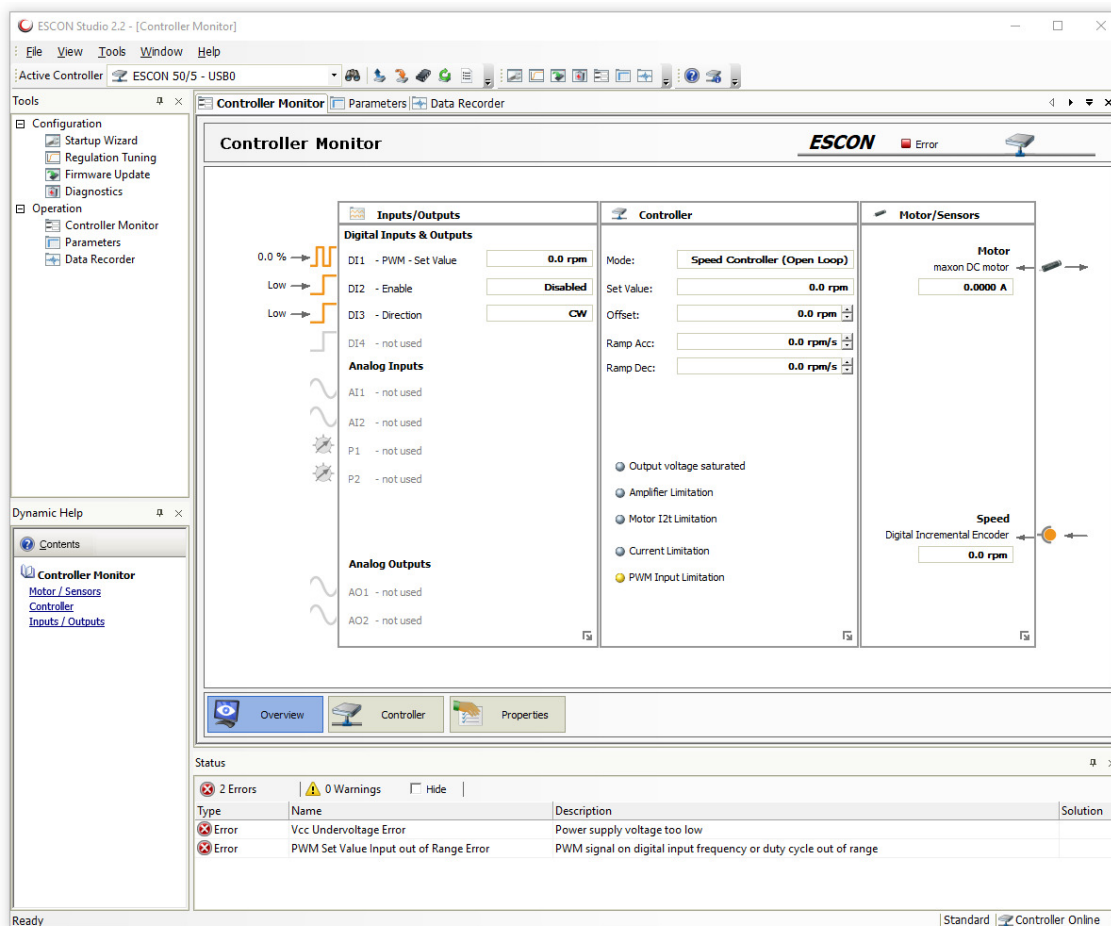 ESCON Studio 2.2 - [Controller Monitor]
File View Tools Window Help
Active Controller ESCON 50/5 - USB0
Tools
Controller Monitor Parameters Data Recorder
Configuration
Startup Wizard
Regulation Tuning
Firmware Update
Diagnostics
Operation
Controller Monitor
Parameters
Data Recorder
Dynamic Help
Contents
Controller Monitor
Motor / Sensors
Controller
Inputs / Outputs
Controller Monitor
ESCON Error
Inputs/Outputs
Digital Inputs & Outputs
0.0 % DI1 - PWM - Set Value 0.0 rpm
Low DI2 - Enable Disabled
Low DI3 - Direction CW
DI4 - not used
Analog Inputs
AI1 - not used
AI2 - not used
P1 - not used
P2 - not used
Analog Outputs
AO1 - not used
AO2 - not used
Controller
Mode: Speed Controller (Open Loop)
Set Value: 0.0 rpm
Offset: 0.0 rpm
Ramp Acc: 0.0 rpm/s
Ramp Dec: 0.0 rpm/s
Output voltage saturated
Amplifier Limitation
Motor I2t Limitation
Current Limitation
PWM Input Limitation
Motor/Sensors
Motor
maxon DC motor
0.0000 A
Speed
Digital Incremental Encoder
0.0 rpm
Overview Controller Properties
Status
2 Errors 0 Warnings Hide
Type Name Description Solution
Error Vcc Undervoltage Error Power supply voltage too low
Error PWM Set Value Input out of Range Error PWM signal on digital input frequency or duty cycle out of range
Ready Standard Controller Online